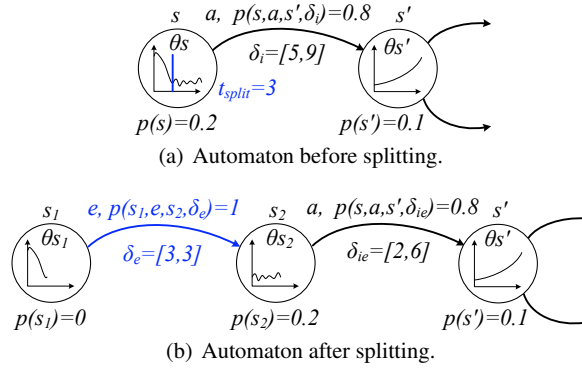 s
a, p(s,a,s',δᵢ)=0.8
s'
θs
δᵢ=[5,9]
θs'
t_split=3
p(s)=0.2
p(s')=0.1
(a) Automaton before splitting.
s₁
e, p(s₁,e,s₂,δₑ)=1
s₂
a, p(s,a,s',δᵢₑ)=0.8
s'
θs₁
δₑ=[3,3]
θs₂
δᵢₑ=[2,6]
θs'
p(s₁)=0
p(s₂)=0.2
p(s')=0.1
(b) Automaton after splitting.